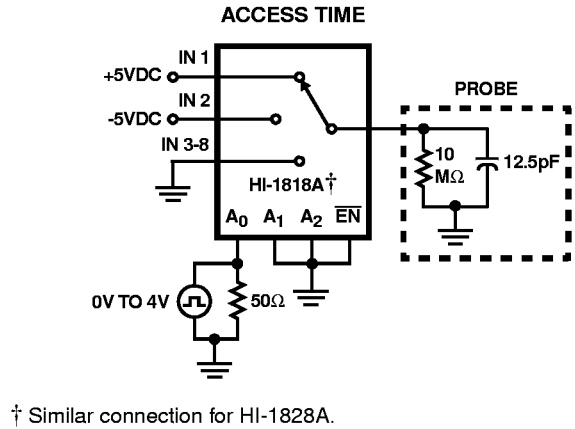 ACCESS TIME
IN 1
+5VDC
IN 2
-5VDC
IN 3-8
HI-1818A†
A0 A1 A2 E̅N̅
PROBE
10 MΩ
12.5pF
0V TO 4V
50Ω
† Similar connection for HI-1828A.